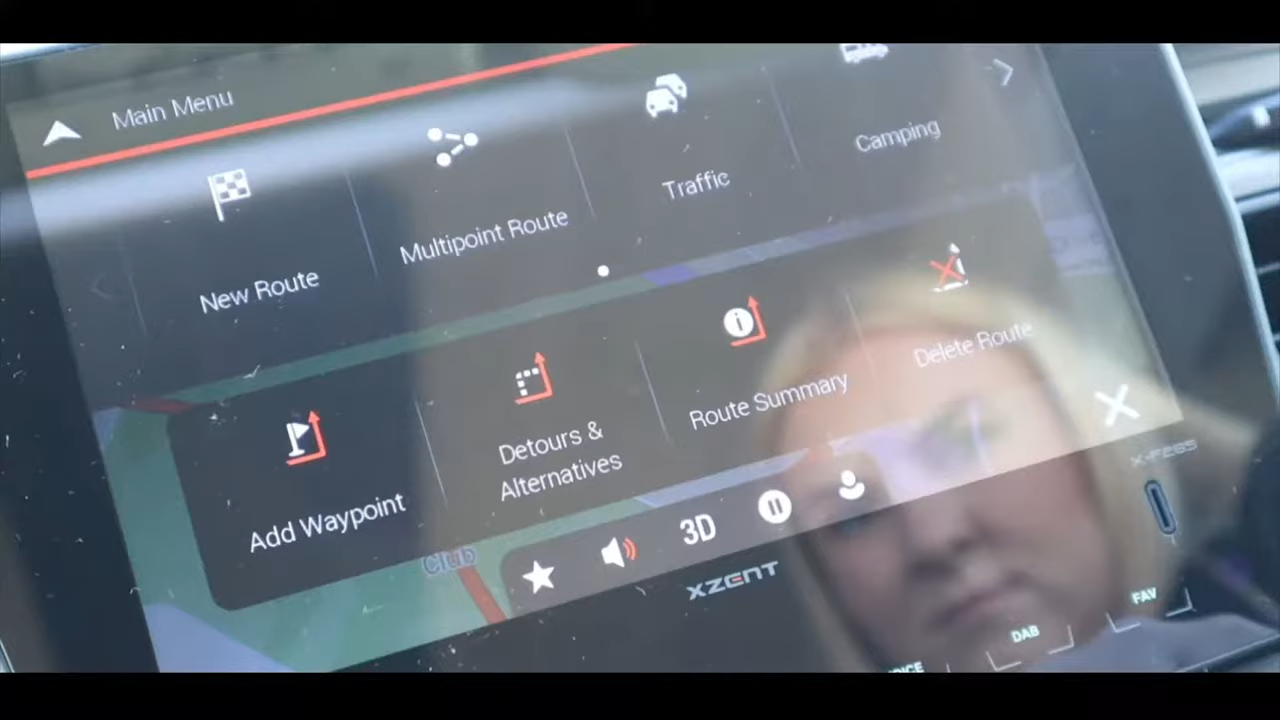 Main Menu
New Route
Multipoint Route
Traffic
Camping
Add Waypoint
Detours &
Alternatives
Route Summary
Delete Route
Club
3D
XZENT
X-F285
DAB
FAV